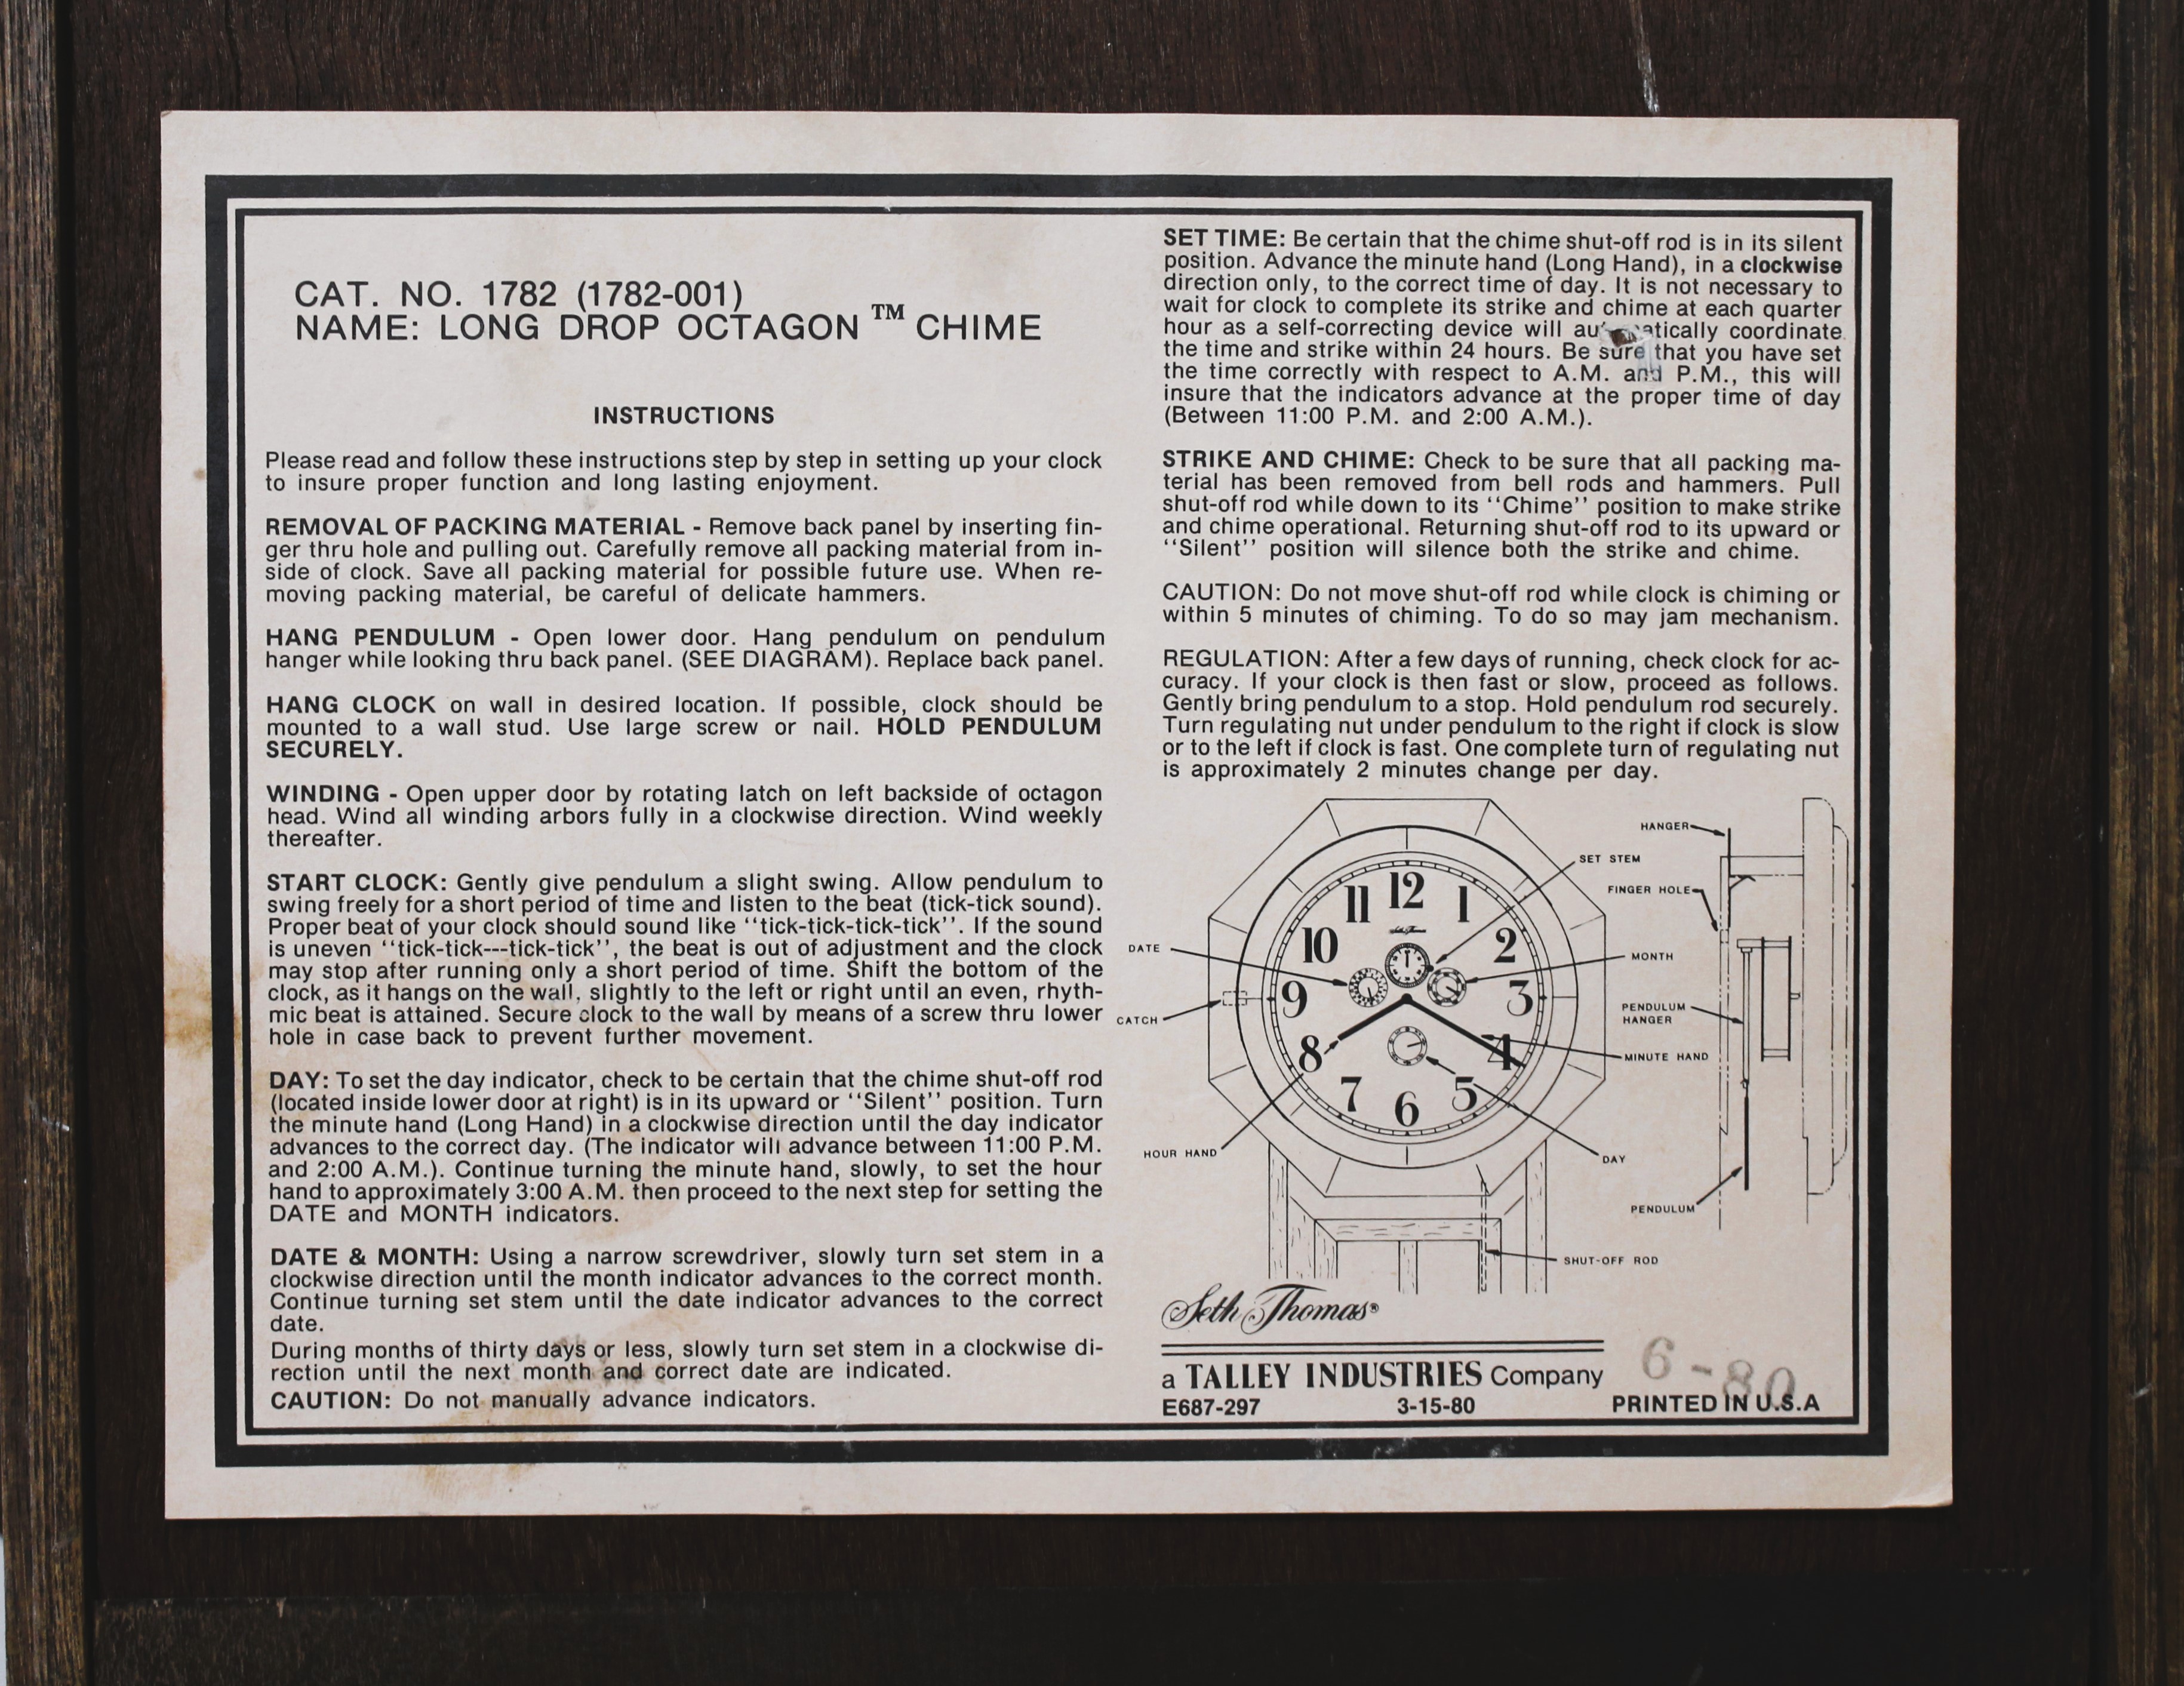 CAT. NO. 1782 (1782-001)
NAME: LONG DROP OCTAGON ™ CHIME
INSTRUCTIONS
Please read and follow these instructions step by step in setting up your clock
to insure proper function and long lasting enjoyment.
REMOVAL OF PACKING MATERIAL - Remove back panel by inserting fin-
ger thru hole and pulling out. Carefully remove all packing material from in-
side of clock. Save all packing material for possible future use. When re-
moving packing material, be careful of delicate hammers.
HANG PENDULUM - Open lower door. Hang pendulum on pendulum
hanger while looking thru back panel. (SEE DIAGRAM). Replace back panel.
HANG CLOCK on wall in desired location. If possible, clock should be
mounted to a wall stud. Use large screw or nail. HOLD PENDULUM
SECURELY.
WINDING - Open upper door by rotating latch on left backside of octagon
head. Wind all winding arbors fully in a clockwise direction. Wind weekly
thereafter.
START CLOCK: Gently give pendulum a slight swing. Allow pendulum to
swing freely for a short period of time and listen to the beat (tick-tick sound).
Proper beat of your clock should sound like ‘‘tick-tick-tick-tick’’. If the sound
is uneven ‘‘tick-tick---tick-tick’’, the beat is out of adjustment and the clock
may stop after running only a short period of time. Shift the bottom of the
clock, as it hangs on the wall, slightly to the left or right until an even, rhyth-
mic beat is attained. Secure clock to the wall by means of a screw thru lower
hole in case back to prevent further movement.
DAY: To set the day indicator, check to be certain that the chime shut-off rod
(located inside lower door at right) is in its upward or ‘‘Silent’’ position. Turn
the minute hand (Long Hand) in a clockwise direction until the day indicator
advances to the correct day. (The indicator will advance between 11:00 P.M.
and 2:00 A.M.). Continue turning the minute hand, slowly, to set the hour
hand to approximately 3:00 A.M. then proceed to the next step for setting the
DATE and MONTH indicators.
DATE & MONTH: Using a narrow screwdriver, slowly turn set stem in a
clockwise direction until the month indicator advances to the correct month.
Continue turning set stem until the date indicator advances to the correct
date.
During months of thirty days or less, slowly turn set stem in a clockwise di-
rection until the next month and correct date are indicated.
CAUTION: Do not manually advance indicators.
SET TIME: Be certain that the chime shut-off rod is in its silent
position. Advance the minute hand (Long Hand), in a clockwise
direction only, to the correct time of day. It is not necessary to
wait for clock to complete its strike and chime at each quarter
hour as a self-correcting device will automatically coordinate
the time and strike within 24 hours. Be sure that you have set
the time correctly with respect to A.M. and P.M., this will
insure that the indicators advance at the proper time of day
(Between 11:00 P.M. and 2:00 A.M.).
STRIKE AND CHIME: Check to be sure that all packing ma-
terial has been removed from bell rods and hammers. Pull
shut-off rod while down to its ‘‘Chime’’ position to make strike
and chime operational. Returning shut-off rod to its upward or
‘‘Silent’’ position will silence both the strike and chime.
CAUTION: Do not move shut-off rod while clock is chiming or
within 5 minutes of chiming. To do so may jam mechanism.
REGULATION: After a few days of running, check clock for ac-
curacy. If your clock is then fast or slow, proceed as follows.
Gently bring pendulum to a stop. Hold pendulum rod securely.
Turn regulating nut under pendulum to the right if clock is slow
or to the left if clock is fast. One complete turn of regulating nut
is approximately 2 minutes change per day.
HANGER
SET STEM
FINGER HOLE
DATE
MONTH
CATCH
PENDULUM
HANGER
MINUTE HAND
HOUR HAND
DAY
PENDULUM
SHUT-OFF ROD
12
1
2
3
4
5
6
7
8
9
10
11
Seth Thomas
Seth Thomas®
a TALLEY INDUSTRIES Company
6-80
E687-297 3-15-80 PRINTED IN U.S.A